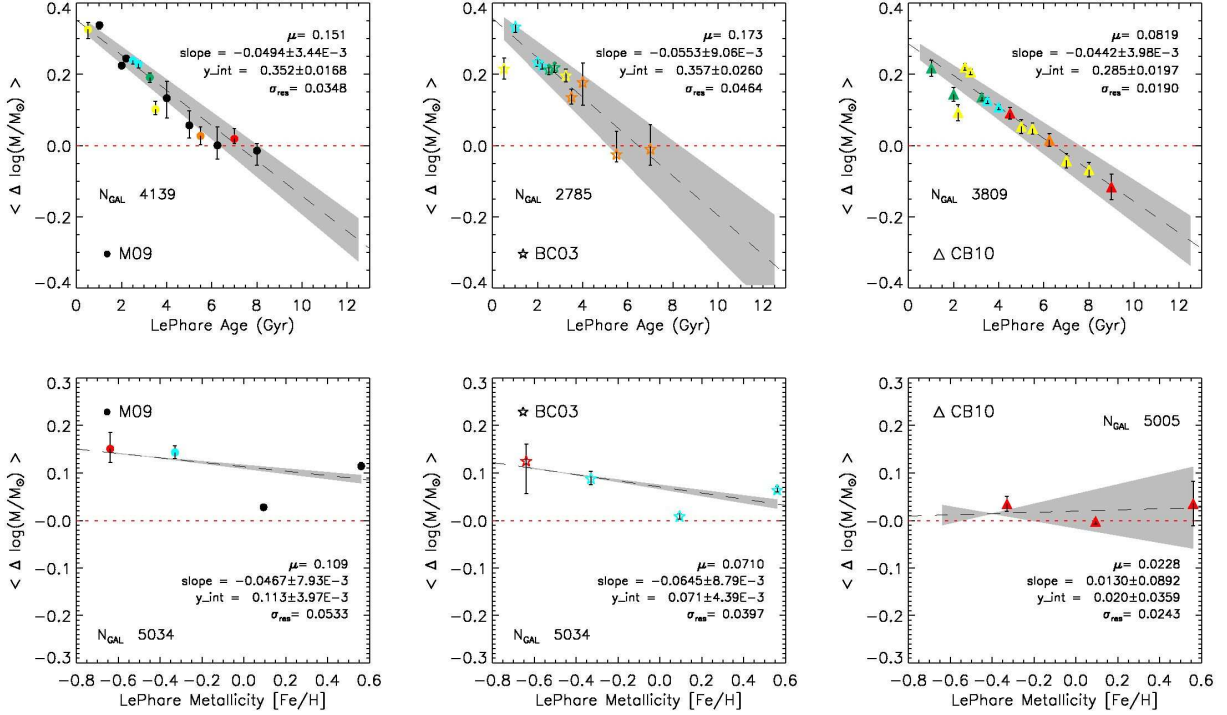 0.4
0.2
0.0
−0.2
0.4
< Δ log(M/M⊙) >
μ= 0.151
slope = −0.0494±3.44E−3
y_int = 0.352±0.0168
σres= 0.0348
NGAL 4139
M09
0 2 4 6 8 10 12
LePhare Age (Gyr)
0.4
0.2
0.0
−0.2
0.4
< Δ log(M/M⊙) >
μ= 0.173
slope = −0.0553±9.06E−3
y_int = 0.357±0.0260
σres= 0.0464
NGAL 2785
BC03
0 2 4 6 8 10 12
LePhare Age (Gyr)
0.4
0.2
0.0
−0.2
0.4
< Δ log(M/M⊙) >
μ= 0.0819
slope = −0.0442±3.98E−3
y_int = 0.285±0.0197
σres= 0.0190
NGAL 3809
CB10
0 2 4 6 8 10 12
LePhare Age (Gyr)
0.3
0.2
0.1
−0.0
−0.1
−0.2
0.3
< Δ log(M/M⊙) >
M09
μ= 0.109
slope = −0.0467±7.93E−3
y_int = 0.113±3.97E−3
σres= 0.0533
NGAL 5034
−0.8 −0.6 −0.4 −0.2 0.0 0.2 0.4 0.6
LePhare Metallicity [Fe/H]
0.3
0.2
0.1
−0.0
−0.1
−0.2
0.3
< Δ log(M/M⊙) >
BC03
μ= 0.0710
slope = −0.0645±8.79E−3
y_int = 0.071±4.39E−3
σres= 0.0397
NGAL 5034
−0.8 −0.6 −0.4 −0.2 0.0 0.2 0.4 0.6
LePhare Metallicity [Fe/H]
0.3
0.2
0.1
−0.0
−0.1
−0.2
0.3
< Δ log(M/M⊙) >
CB10
NGAL 5005
μ= 0.0228
slope = 0.0130±0.0892
y_int = 0.020±0.0359
σres= 0.0243
−0.8 −0.6 −0.4 −0.2 0.0 0.2 0.4 0.6
LePhare Metallicity [Fe/H]